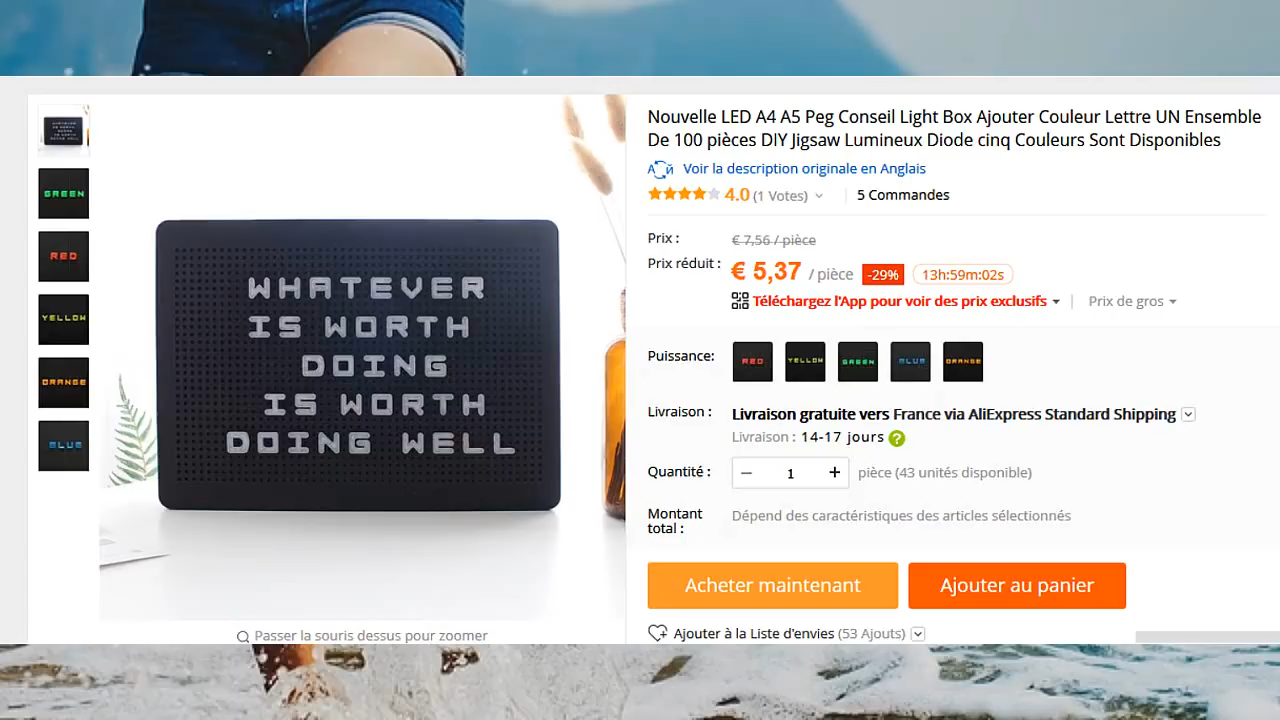 Nouvelle LED A4 A5 Peg Conseil Light Box Ajouter Couleur Lettre UN Ensemble
De 100 pièces DIY Jigsaw Lumineux Diode cinq Couleurs Sont Disponibles
Voir la description originale en Anglais
4.0 (1 Votes) 5 Commandes
Prix : € 7,56 / pièce
Prix réduit : € 5,37 / pièce -29% 13h:59m:02s
Téléchargez l'App pour voir des prix exclusifs Prix de gros
Puissance: RED YELLOW GREEN BLUE ORANGE
Livraison : Livraison gratuite vers France via AliExpress Standard Shipping
Livraison : 14-17 jours ?
Quantité : − 1 + pièce (43 unités disponible)
Montant total : Dépend des caractéristiques des articles sélectionnés
Acheter maintenant Ajouter au panier
Ajouter à la Liste d'envies (53 Ajouts)
GREEN
RED
YELLOW
ORANGE
BLUE
WHATEVER
IS WORTH
DOING
IS WORTH
DOING WELL
Passer la souris dessus pour zoomer